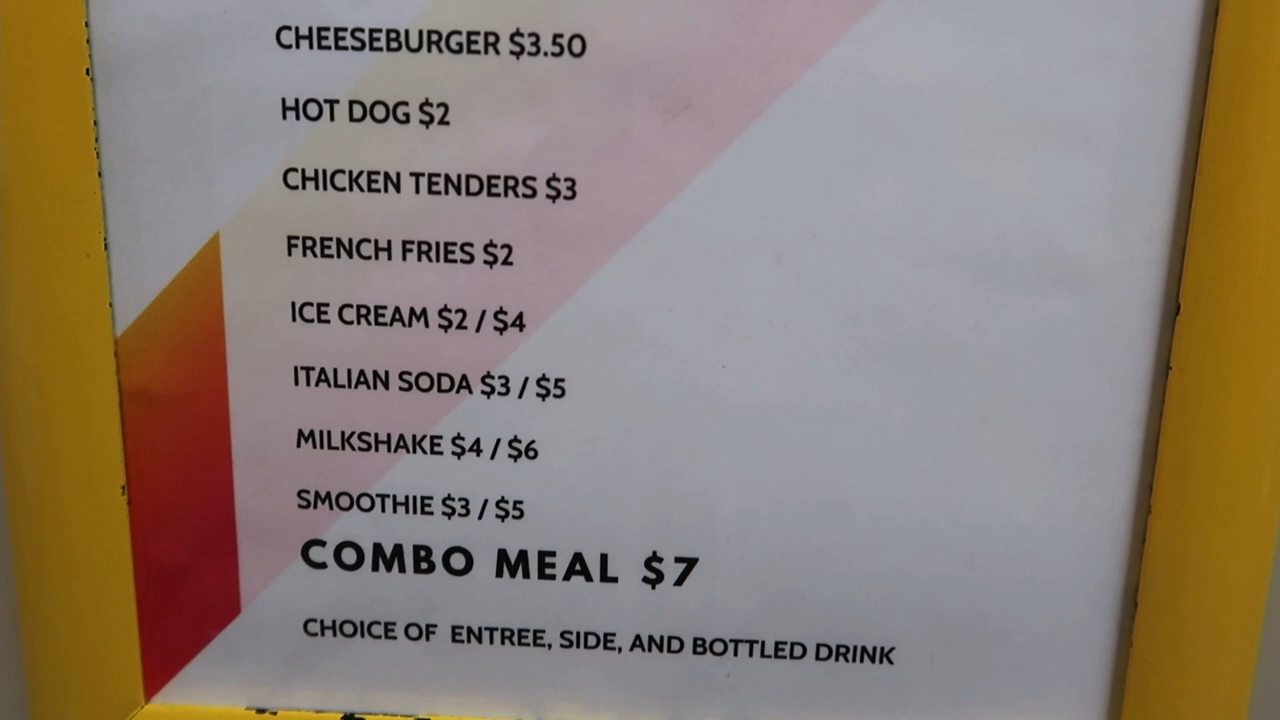 CHEESEBURGER $3.50
HOT DOG $2
CHICKEN TENDERS $3
FRENCH FRIES $2
ICE CREAM $2 / $4
ITALIAN SODA $3 / $5
MILKSHAKE $4 / $6
SMOOTHIE $3 / $5
COMBO MEAL $7
CHOICE OF ENTREE, SIDE, AND BOTTLED DRINK